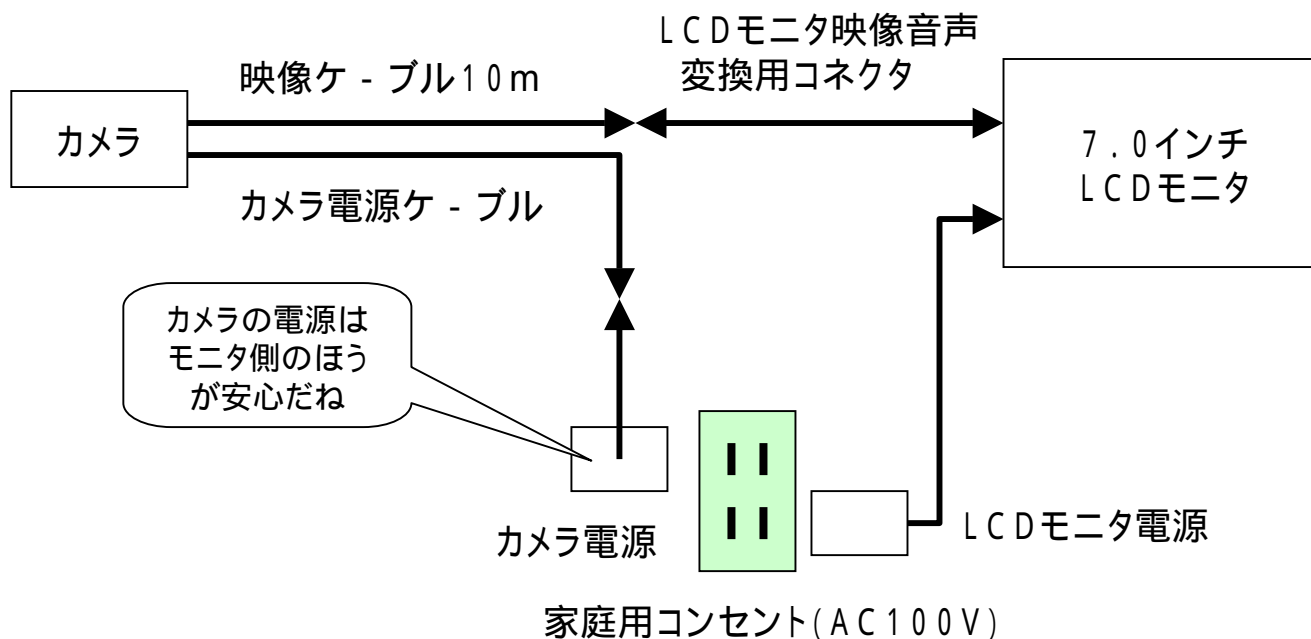 LCDモニタ映像音声
変換用コネクタ
映像ケ-ブル10m
カメラ
7.0インチ
LCDモニタ
カメラ電源ケ-ブル
カメラの電源は
モニタ側のほう
が安心だね
カメラ電源
LCDモニタ電源
家庭用コンセント(AC100V)